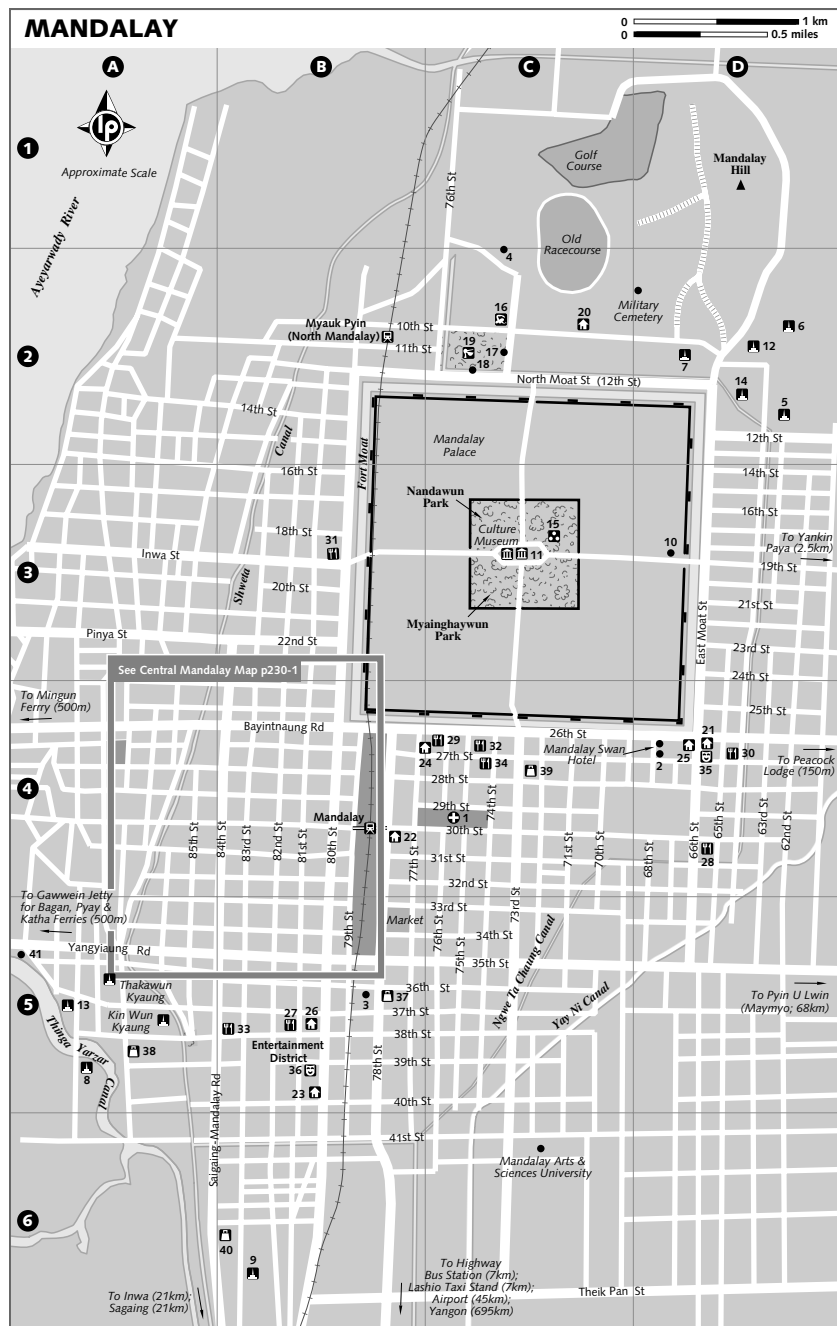 MANDALAY
0 1 km
0 0.5 miles
A
B
C
D
1
lp
Approximate Scale
Ayeyarwady River
76th St
Golf
Course
Mandalay
Hill
Old
Racecourse
4
Military
Cemetery
16
20
6
Myauk Pyin
(North Mandalay)
10th St
11th St
2
19
17
18
12
7
North Moat St (12th St)
14
5
14th St
Canal
Mandalay
Palace
12th St
16th St
Fort Moat
14th St
Nandawun
Park
16th St
18th St
31
Culture
Museum
15
11
10
To Yankin
Paya (2.5km)
Inwa St
3
19th St
Shweta
20th St
21st St
Pinya St
22nd St
Myainghaywun
Park
East Moat St
23rd St
See Central Mandalay Map p230-1
24th St
To Mingun
Ferrry (500m)
25th St
Bayintnaung Rd
26th St
29
32
27th St
24
34
39
Mandalay Swan
Hotel
2
25
21
35
30
To Peacock
Lodge (150m)
4
28th St
74th St
29th St
1
30th St
Mandalay
22
85th St
84th St
83rd St
82nd St
81st St
80th St
77th St
31st St
71st St
70th St
68th St
66th St
65th St
63rd St
62nd St
28
32nd St
To Gawwein Jetty
for Bagan, Pyay &
Katha Ferries (500m)
33rd St
73rd St
79th St
Market
76th St
75th St
34th St
35th St
Yangyiaung Rd
41
Ngwe Ta Chaung Canal
Yay Ni Canal
Thakawun
Kyaung
36th St
37
3
5
13
Kin Wun
Kyaung
27
26
33
37th St
38th St
To Pyin U Lwin
(Maymyo; 68km)
Thinga Yarzar
Canal
38
8
Entertainment
District
36
39th St
78th St
23
40th St
Saigaing-Mandalay Rd
41st St
Mandalay Arts &
Sciences University
6
40
9
To Inwa (21km);
Sagaing (21km)
To Highway
Bus Station (7km);
Lashio Taxi Stand (7km);
Airport (45km);
Yangon (695km)
Theik Pan St